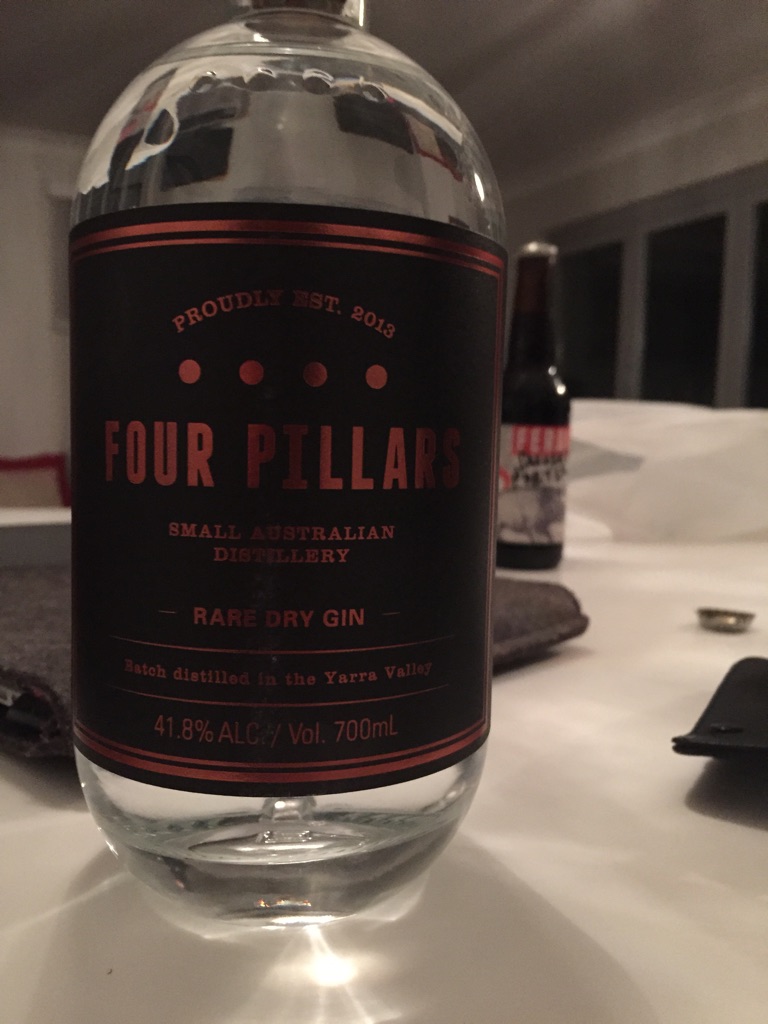 PROUDLY EST. 2013
FOUR PILLARS
SMALL AUSTRALIAN
DISTILLERY
RARE DRY GIN
Batch distilled in the Yarra Valley
41.8% ALC / Vol. 700mL